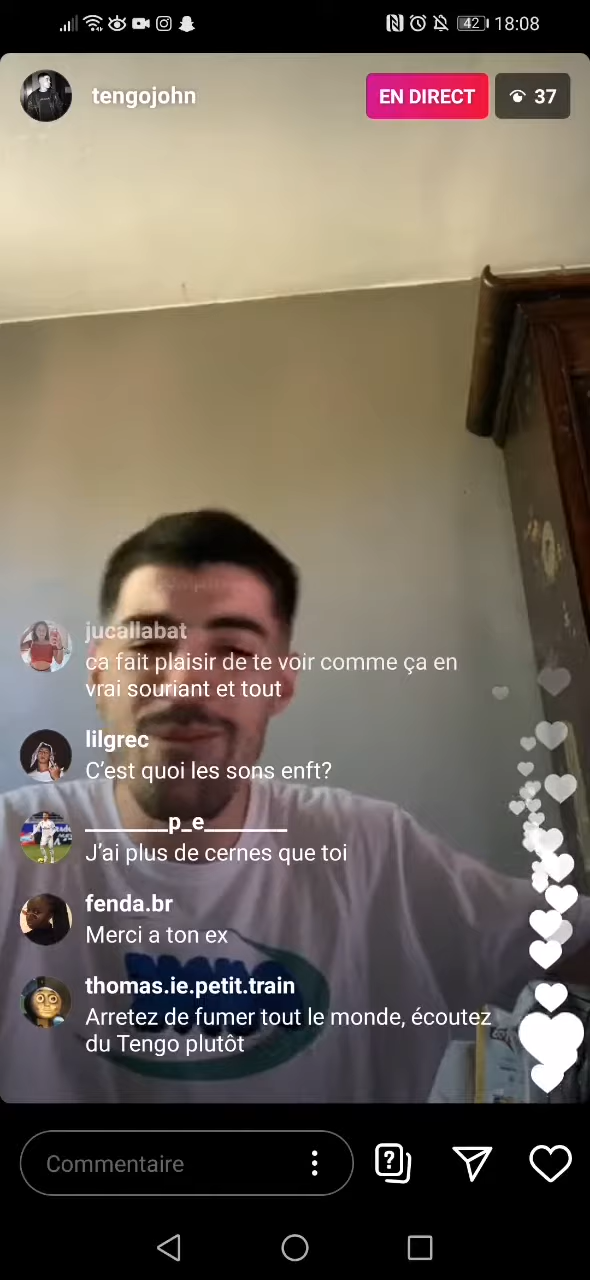 42 18:08
tengojohn
EN DIRECT
37
jucallabat
ca fait plaisir de te voir comme ça en
vrai souriant et tout
lilgrec
C'est quoi les sons enft?
________p_e________
J'ai plus de cernes que toi
fenda.br
Merci a ton ex
thomas.ie.petit.train
Arretez de fumer tout le monde, écoutez
du Tengo plutôt
Commentaire